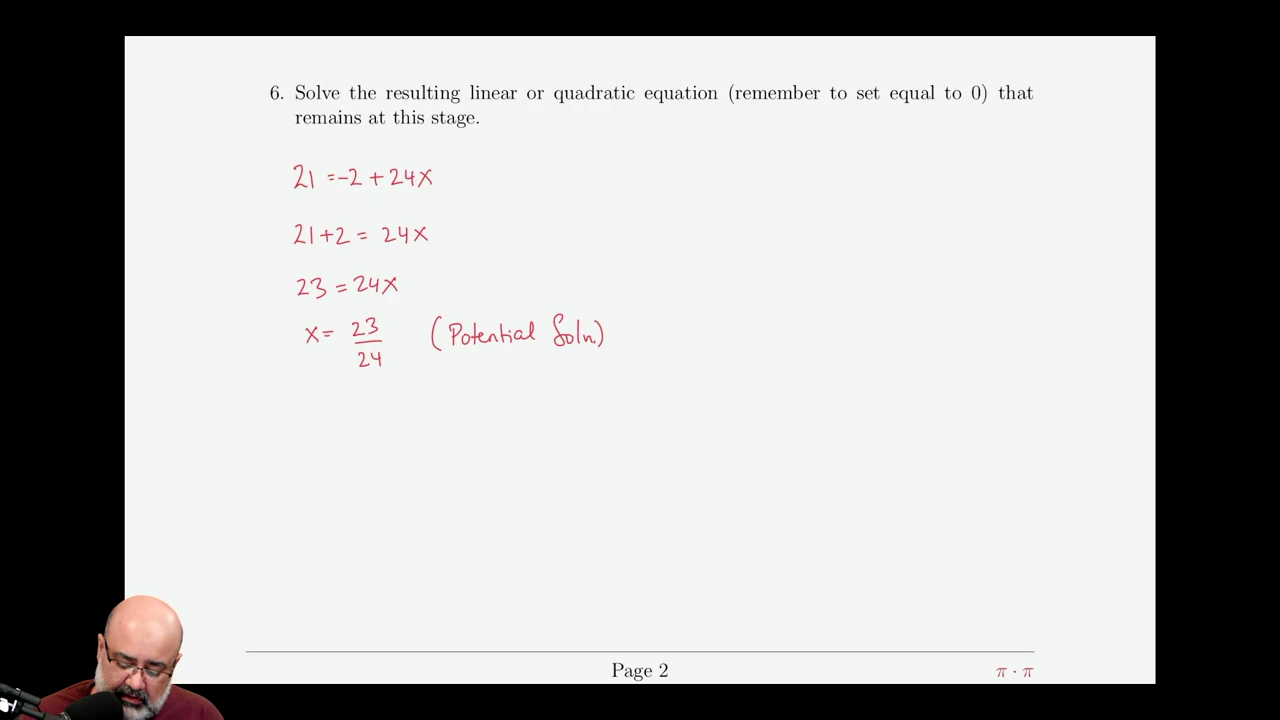 6. Solve the resulting linear or quadratic equation (remember to set equal to 0) that
remains at this stage.
21 = -2 + 24x
21 + 2 = 24x
23 = 24x
x = 23/24 (Potential Soln.)
Page 2
π · π